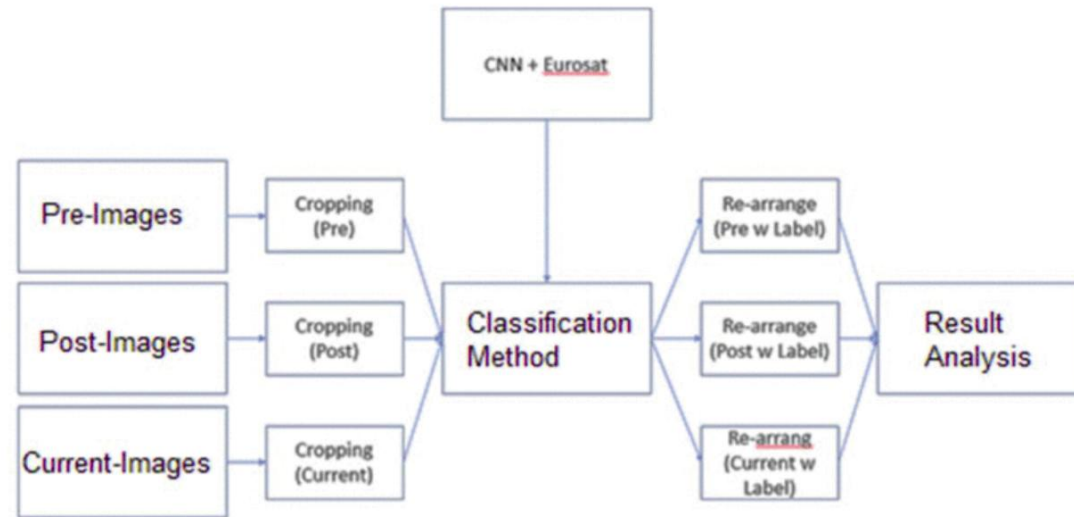 CNN + Eurosat
Pre-Images
Cropping
(Pre)
Re-arrange
(Pre w Label)
Post-Images
Cropping
(Post)
Classification
Method
Re-arrange
(Post w Label)
Result
Analysis
Current-Images
Cropping
(Current)
Re-arrang
(Current w
Label)